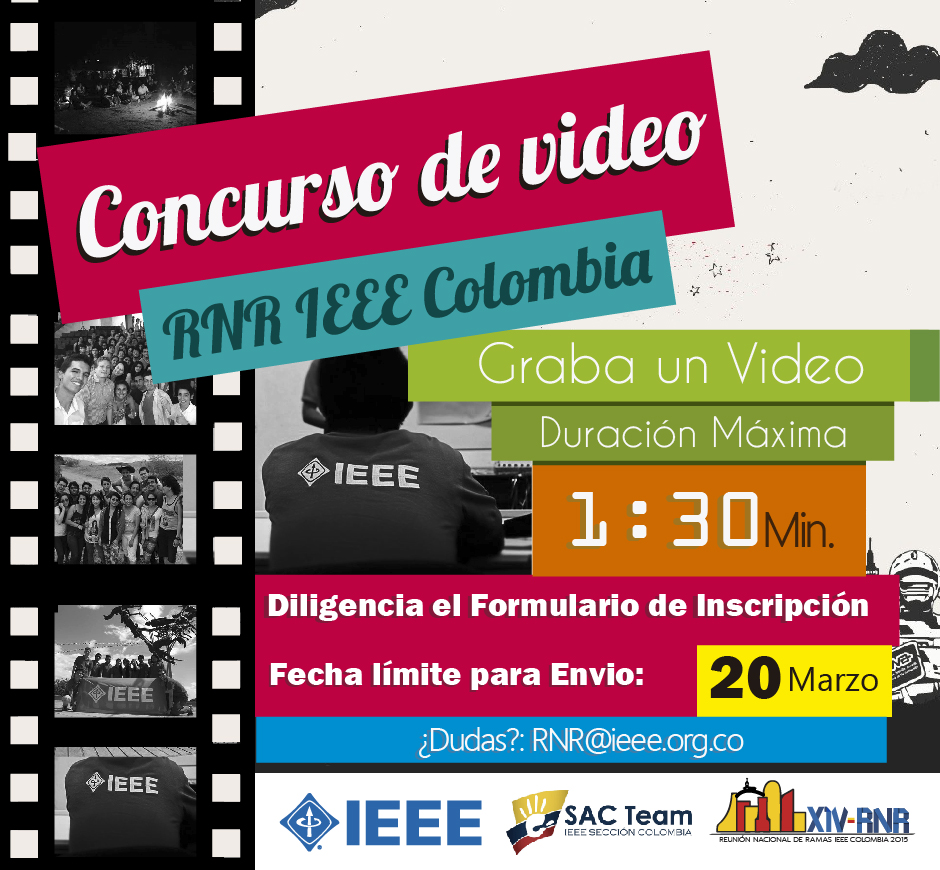 Concurso de video
RNR IEEE Colombia
Graba un Video
Duración Máxima
1:30 Min.
IEEE
Diligencia el Formulario de Inscripción
Fecha límite para Envio:
20 Marzo
¿Dudas?: RNR@ieee.org.co
IEEE
IEEE
IEEE
SAC Team
IEEE SECCIÓN COLOMBIA
XIV-RNR
REUNIÓN NACIONAL DE RAMAS IEEE COLOMBIA 2015